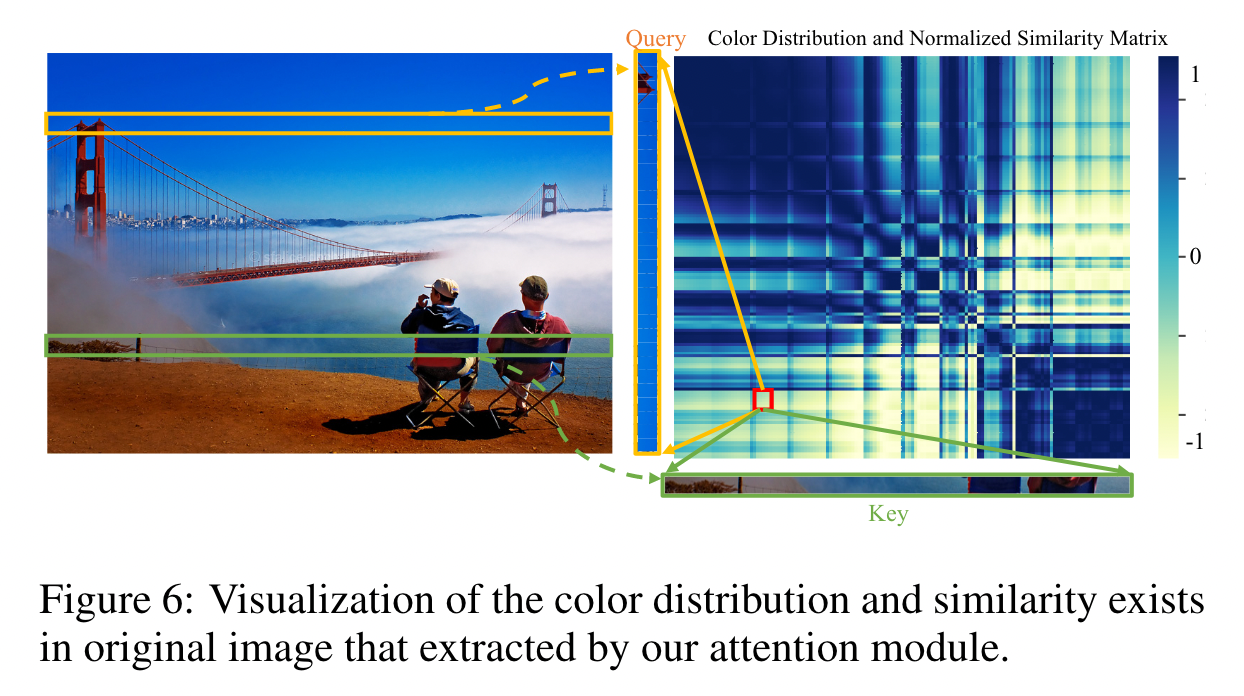 Query
Color Distribution and Normalized Similarity Matrix
1
0
-1
Key
Figure 6: Visualization of the color distribution and similarity exists
in original image that extracted by our attention module.